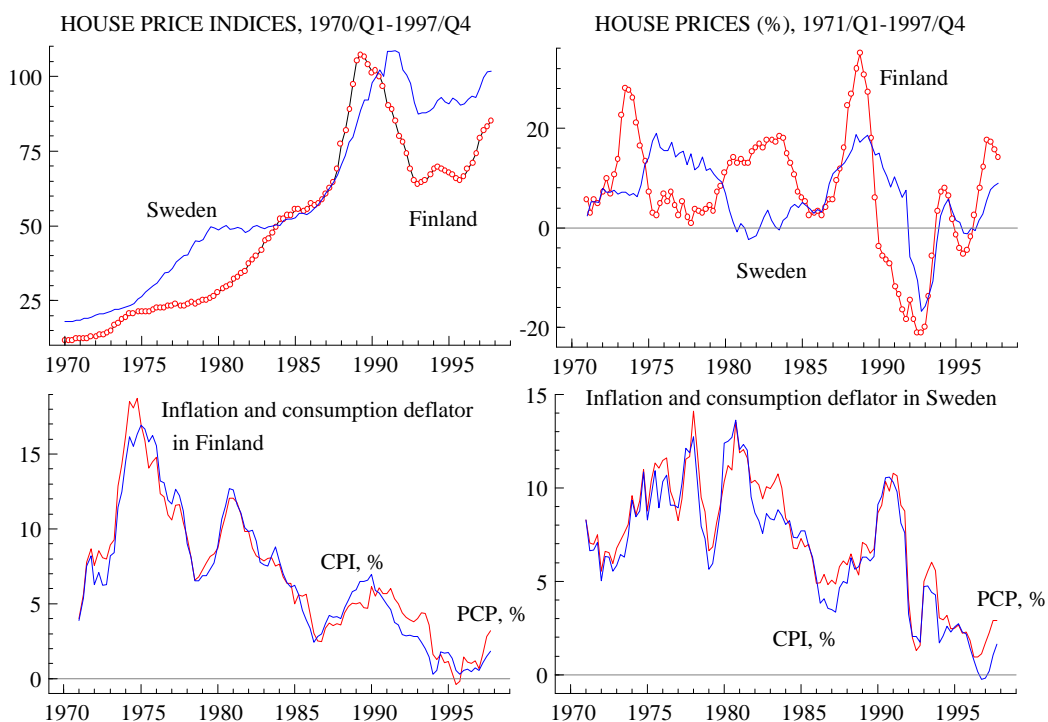 HOUSE PRICE INDICES, 1970/Q1-1997/Q4
100
75
50
25
Sweden
Finland
1970 1975 1980 1985 1990 1995
HOUSE PRICES (%), 1971/Q1-1997/Q4
20
0
-20
Finland
Sweden
1970 1975 1980 1985 1990 1995
Inflation and consumption deflator
in Finland
15
10
5
0
CPI, %
PCP, %
1970 1975 1980 1985 1990 1995
Inflation and consumption deflator in Sweden
15
10
5
0
PCP, %
CPI, %
1970 1975 1980 1985 1990 1995